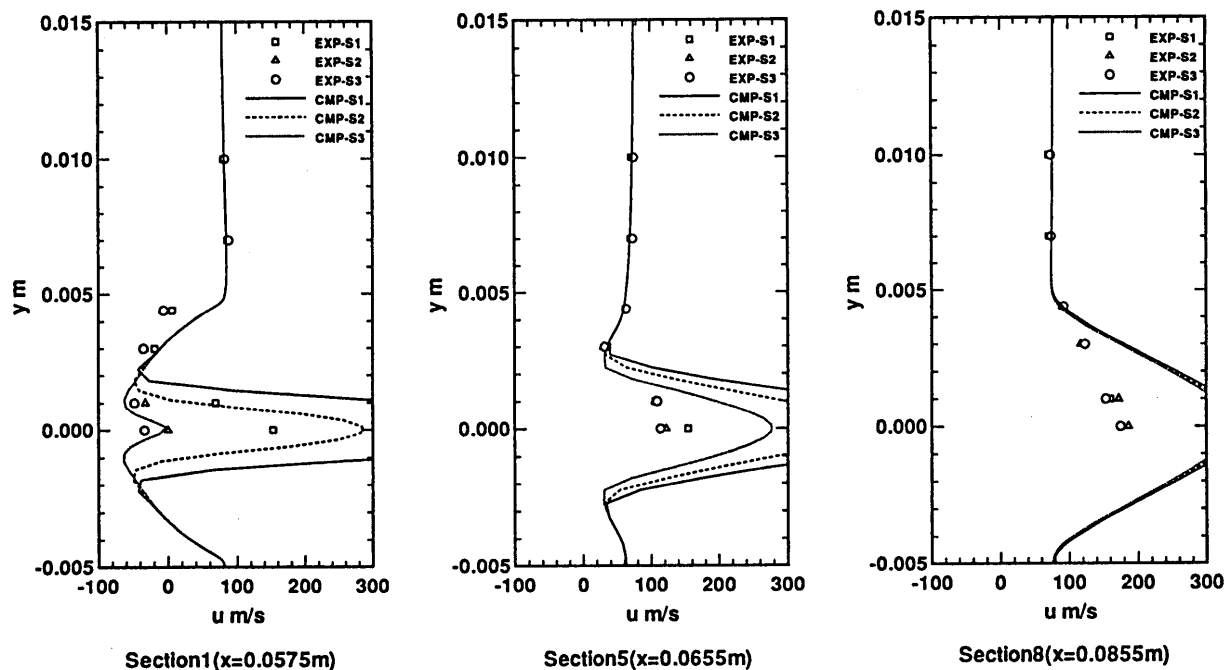 0.015
0.010
0.005
0.000
-0.005
y m
-100 0 100 200 300
u m/s
EXP-S1
EXP-S2
EXP-S3
CMP-S1
CMP-S2
CMP-S3
Section1(x=0.0575m)
0.015
0.010
0.005
0.000
-0.005
y m
-100 0 100 200 300
u m/s
EXP-S1
EXP-S2
EXP-S3
CMP-S1
CMP-S2
CMP-S3
Section5(x=0.0655m)
0.015
0.010
0.005
0.000
-0.005
y m
-100 0 100 200 300
u m/s
EXP-S1
EXP-S2
EXP-S3
CMP-S1
CMP-S2
CMP-S3
Section8(x=0.0855m)